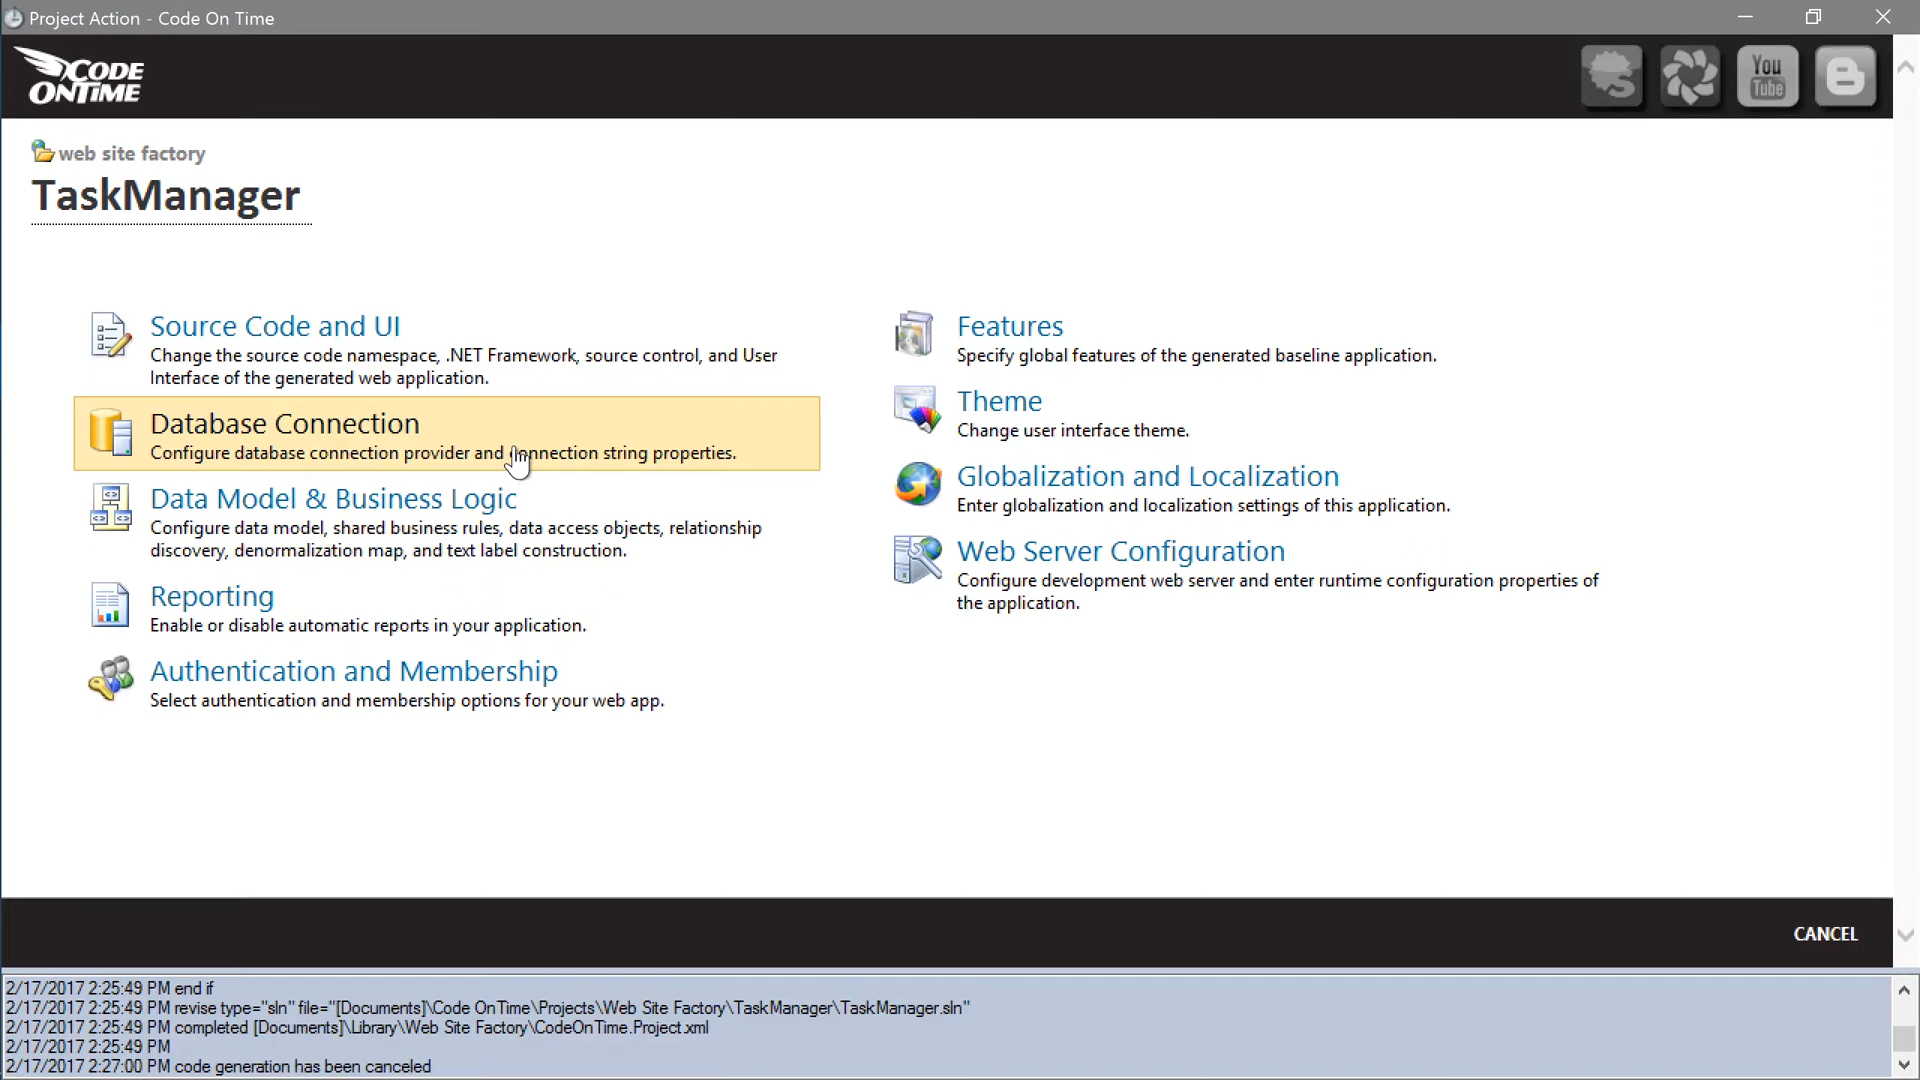 Project Action - Code On Time
CODE
ONTIME
You
Tube
web site factory
TaskManager
Source Code and UI
Change the source code namespace, .NET Framework, source control, and User
Interface of the generated web application.
Database Connection
Configure database connection provider and connection string properties.
Data Model & Business Logic
Configure data model, shared business rules, data access objects, relationship
discovery, denormalization map, and text label construction.
Reporting
Enable or disable automatic reports in your application.
Authentication and Membership
Select authentication and membership options for your web app.
Features
Specify global features of the generated baseline application.
Theme
Change user interface theme.
Globalization and Localization
Enter globalization and localization settings of this application.
Web Server Configuration
Configure development web server and enter runtime configuration properties of
the application.
CANCEL
2/17/2017 2:25:49 PM end if
2/17/2017 2:25:49 PM revise type="sln" file="[Documents]\Code OnTime\Projects\Web Site Factory\TaskManager\TaskManager.sln"
2/17/2017 2:25:49 PM completed [Documents]\Library\Web Site Factory\CodeOnTime.Project.xml
2/17/2017 2:25:49 PM
2/17/2017 2:27:00 PM code generation has been canceled